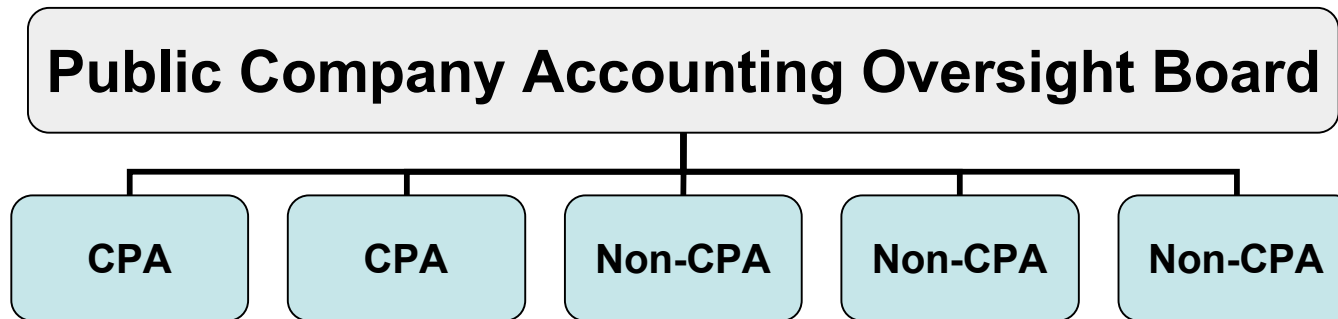 Public Company Accounting Oversight Board
CPA
CPA
Non-CPA
Non-CPA
Non-CPA